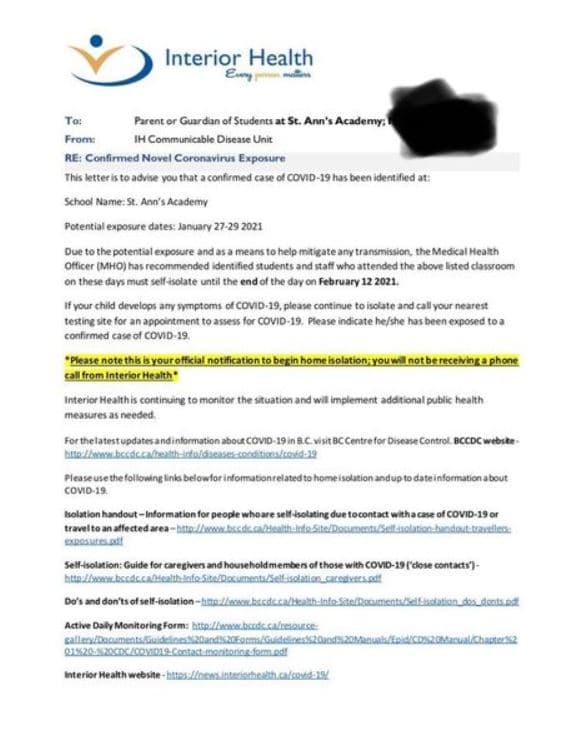 Interior Health
Every person matters
To: Parent or Guardian of Students at St. Ann's Academy;
From: IH Communicable Disease Unit
RE: Confirmed Novel Coronavirus Exposure
This letter is to advise you that a confirmed case of COVID-19 has been identified at:
School Name: St. Ann's Academy
Potential exposure dates: January 27-29 2021
Due to the potential exposure and as a means to help mitigate any transmission, the Medical Health
Officer (MHO) has recommended identified students and staff who attended the above listed classroom
on these days must self-isolate until the end of the day on February 12 2021.
If your child develops any symptoms of COVID-19, please continue to isolate and call your nearest
testing site for an appointment to assess for COVID-19. Please indicate he/she has been exposed to a
confirmed case of COVID-19.
*Please note this is your official notification to begin home isolation; you will not be receiving a phone
call from Interior Health*
Interior Health is continuing to monitor the situation and will implement additional public health
measures as needed.
For the latest updates and information about COVID-19 in B.C. visit BC Centre for Disease Control. BCCDC website -
http://www.bccdc.ca/health-info/diseases-conditions/covid-19
Please use the following links below for information related to home isolation and up to date information about
COVID-19.
Isolation handout – Information for people who are self-isolating due to contact with a case of COVID-19 or
travel to an affected area – http://www.bccdc.ca/Health-Info-Site/Documents/Self-isolation-handout-travellers-
exposures.pdf
Self-isolation: Guide for caregivers and household members of those with COVID-19 ('close contacts') -
http://www.bccdc.ca/Health-Info-Site/Documents/Self-isolation_caregivers.pdf
Do's and don'ts of self-isolation – http://www.bccdc.ca/Health-Info-Site/Documents/Self-isolation_dos_donts.pdf
Active Daily Monitoring Form: http://www.bccdc.ca/resource-
gallery/Documents/Guidelines%20and%20Forms/Guidelines%20and%20Manuals/Epid/CD%20Manual/Chapter%2
01%20-%20CDC/COVID19-Contact-monitoring-form.pdf
Interior Health website - https://news.interiorhealth.ca/covid-19/